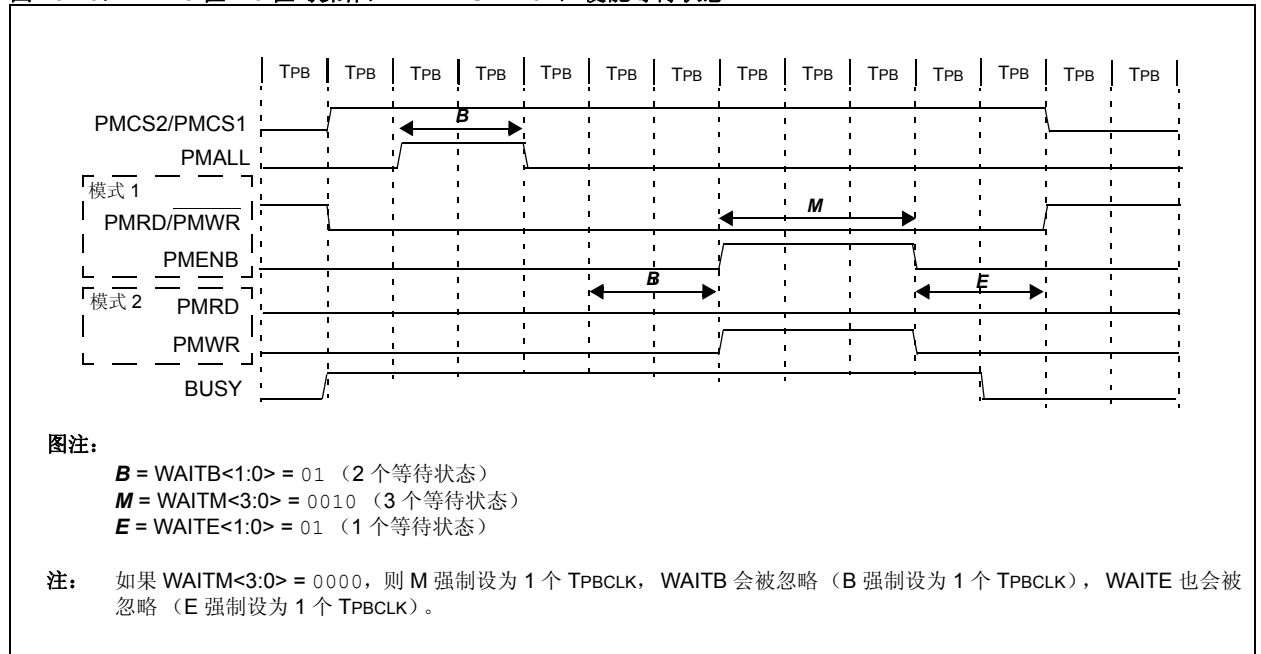 TPB TPB TPB TPB TPB TPB TPB TPB TPB TPB TPB TPB TPB TPB
PMCS2/PMCS1
B
PMALL
模式 1
PMRD/PMWR
M
PMENB
B
E
模式 2
PMRD
PMWR
BUSY
图注：
B = WAITB<1:0> = 01 （2 个等待状态）
M = WAITM<3:0> = 0010 （3 个等待状态）
E = WAITE<1:0> = 01 （1 个等待状态）
注： 如果 WAITM<3:0> = 0000，则 M 强制设为 1 个 TPBCLK， WAITB 会被忽略 （B 强制设为 1 个 TPBCLK）， WAITE 也会被
忽略 （E 强制设为 1 个 TPBCLK）。